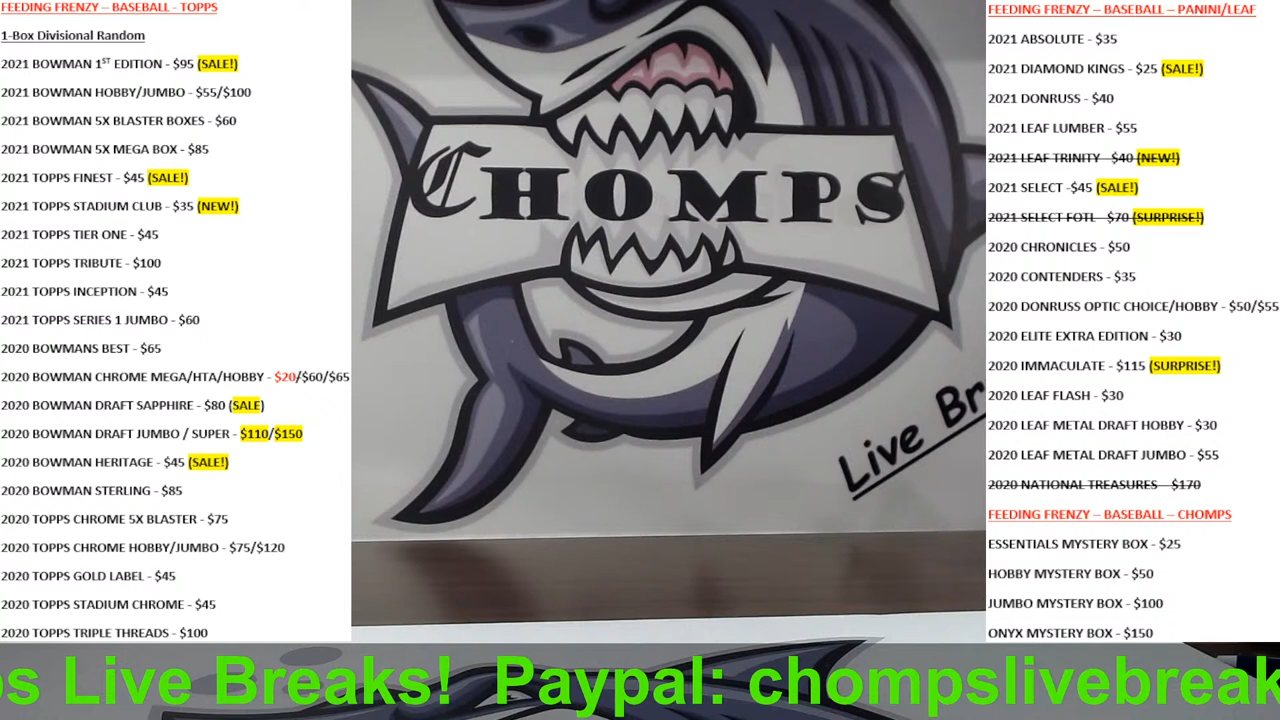 FEEDING FRENZY – BASEBALL - TOPPS
1-Box Divisional Random
2021 BOWMAN 1ST EDITION - $95 (SALE!)
2021 BOWMAN HOBBY/JUMBO - $55/$100
2021 BOWMAN 5X BLASTER BOXES - $60
2021 BOWMAN 5X MEGA BOX - $85
2021 TOPPS FINEST - $45 (SALE!)
2021 TOPPS STADIUM CLUB - $35 (NEW!)
2021 TOPPS TIER ONE - $45
2021 TOPPS TRIBUTE - $100
2021 TOPPS INCEPTION - $45
2021 TOPPS SERIES 1 JUMBO - $60
2020 BOWMANS BEST - $65
2020 BOWMAN CHROME MEGA/HTA/HOBBY - $20/$60/$65
2020 BOWMAN DRAFT SAPPHIRE - $80 (SALE)
2020 BOWMAN DRAFT JUMBO / SUPER - $110/$150
2020 BOWMAN HERITAGE - $45 (SALE!)
2020 BOWMAN STERLING - $85
2020 TOPPS CHROME 5X BLASTER - $75
2020 TOPPS CHROME HOBBY/JUMBO - $75/$120
2020 TOPPS GOLD LABEL - $45
2020 TOPPS STADIUM CHROME - $45
2020 TOPPS TRIPLE THREADS - $100
CHOMPS
Live Br
FEEDING FRENZY – BASEBALL – PANINI/LEAF
2021 ABSOLUTE - $35
2021 DIAMOND KINGS - $25 (SALE!)
2021 DONRUSS - $40
2021 LEAF LUMBER - $55
2021 LEAF TRINITY - $40 (NEW!)
2021 SELECT -$45 (SALE!)
2021 SELECT FOTL - $70 (SURPRISE!)
2020 CHRONICLES - $50
2020 CONTENDERS - $35
2020 DONRUSS OPTIC CHOICE/HOBBY - $50/$55
2020 ELITE EXTRA EDITION - $30
2020 IMMACULATE - $115 (SURPRISE!)
2020 LEAF FLASH - $30
2020 LEAF METAL DRAFT HOBBY - $30
2020 LEAF METAL DRAFT JUMBO - $55
2020 NATIONAL TREASURES - $170
FEEDING FRENZY – BASEBALL – CHOMPS
ESSENTIALS MYSTERY BOX - $25
HOBBY MYSTERY BOX - $50
JUMBO MYSTERY BOX - $100
ONYX MYSTERY BOX - $150
ps Live Breaks! Paypal: chompslivebreak